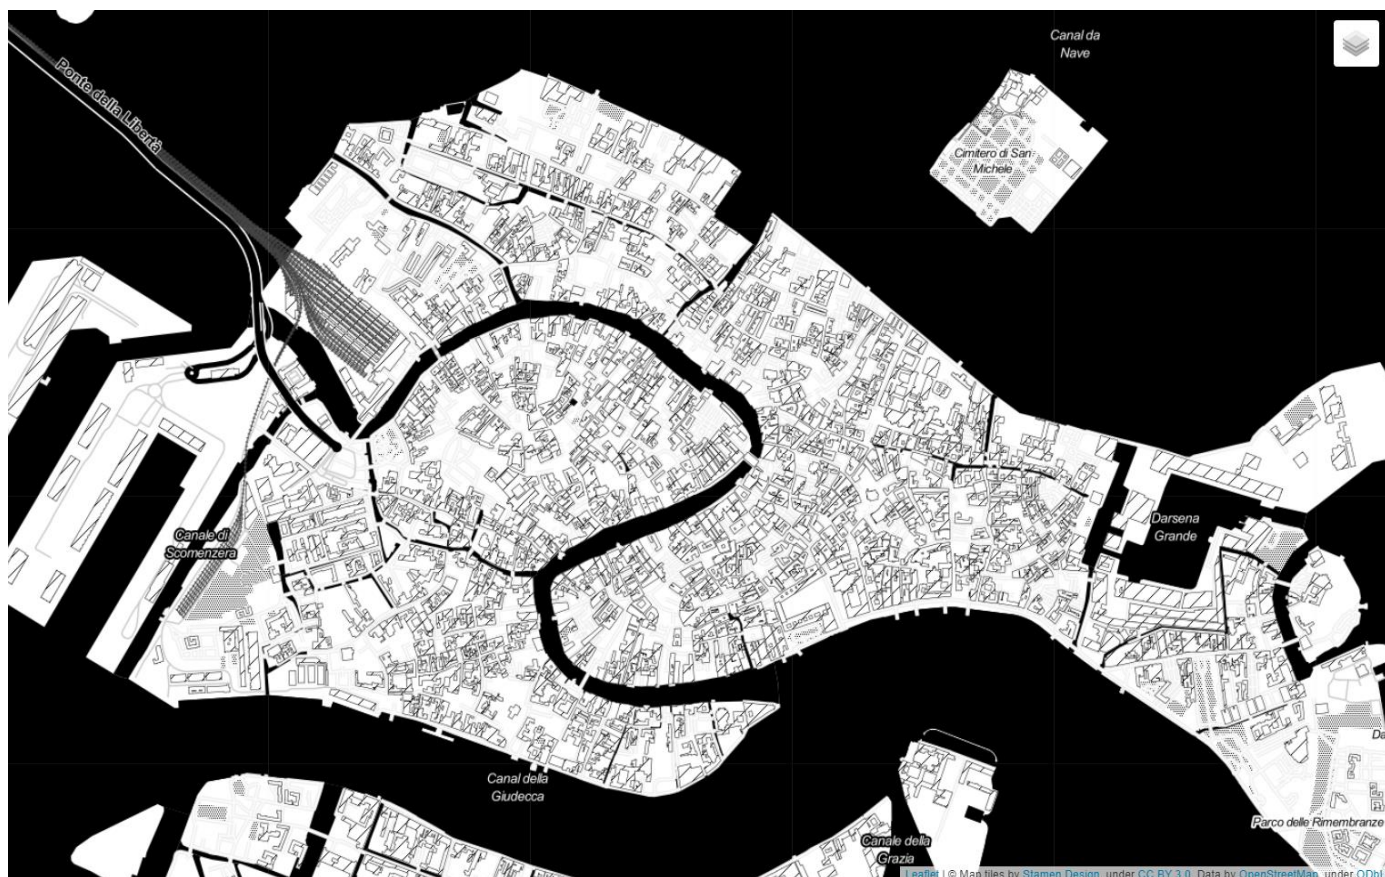 Canal da
Nave
Ponte della Libertà
Cimitero di San
Michele
Canale di
Scomenzera
Darsena
Grande
Canal della
Giudecca
Parco delle Rimembranze
Canale della
Grazia
Leaflet | © Map tiles by Stamen Design, under CC BY 3.0. Data by OpenStreetMap, under ODbL